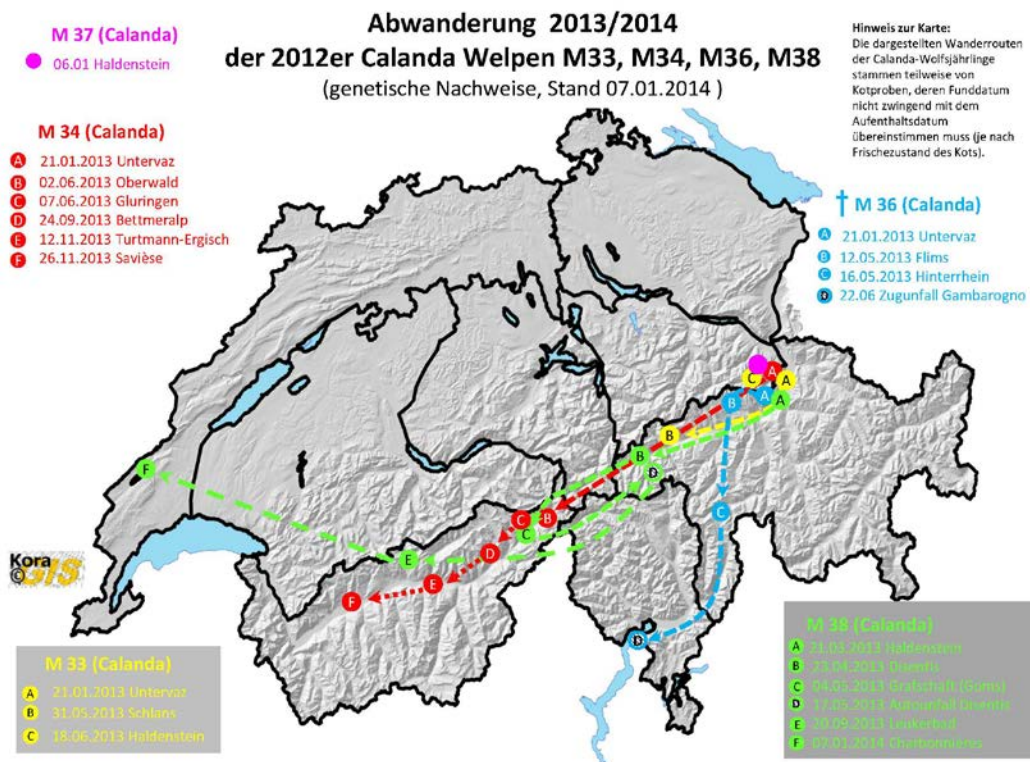 Abwanderung 2013/2014
der 2012er Calanda Welpen M33, M34, M36, M38
(genetische Nachweise, Stand 07.01.2014 )
M 37 (Calanda)
06.01 Haldenstein
Hinweis zur Karte:
Die dargestellten Wanderrouten
der Calanda-Wolfsjährlinge
stammen teilweise von
Kotproben, deren Funddatum
nicht zwingend mit dem
Aufenthaltsdatum
übereinstimmen muss (je nach
Frischezustand des Kots).
M 34 (Calanda)
A 21.01.2013 Untervaz
B 02.06.2013 Oberwald
C 07.06.2013 Gluringen
D 24.09.2013 Bettmeralp
E 12.11.2013 Turtmann-Ergisch
F 26.11.2013 Savièse
† M 36 (Calanda)
A 21.01.2013 Untervaz
B 12.05.2013 Flims
C 16.05.2013 Hinterrhein
D 22.06 Zugunfall Gambarogno
A
C
A
B
A
A
B
B
F
D
C
B
C
C
D
E
E
F
D
Kora
©GIS
M 33 (Calanda)
A 21.01.2013 Untervaz
B 31.05.2013 Schlans
C 18.06.2013 Haldenstein
M 38 (Calanda)
A 21.03.2013 Haldenstein
B 23.04.2013 Disentis
C 04.05.2013 Grafschaft (Goms)
D 17.05.2013 Autounfall Disentis
E 20.09.2013 Leukerbad
F 07.01.2014 Charbonnières